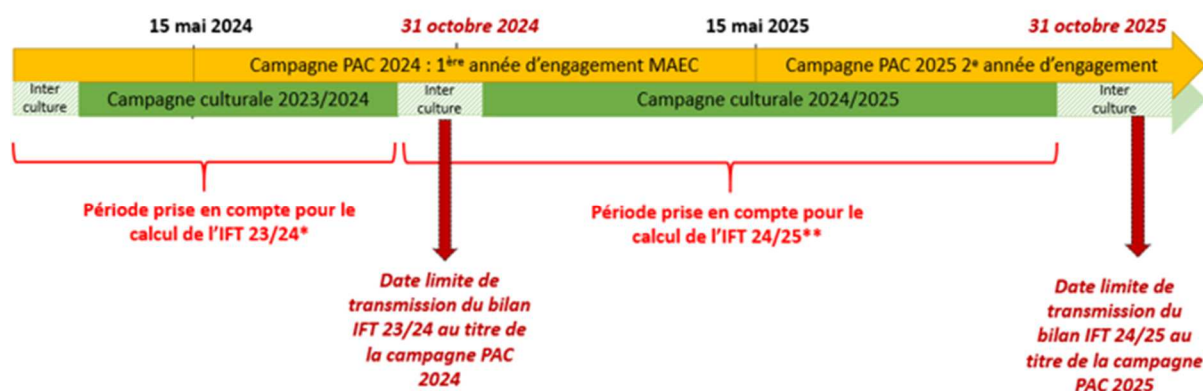 15 mai 2024
31 octobre 2024
15 mai 2025
31 octobre 2025
Campagne PAC 2024 : 1ère année d'engagement MAEC
Campagne PAC 2025 2e année d'engagement
Inter
culture
Campagne culturale 2023/2024
Inter
culture
Campagne culturale 2024/2025
Inter
culture
Période prise en compte pour le
calcul de l'IFT 23/24*
Période prise en compte pour le
calcul de l'IFT 24/25**
Date limite de
transmission du bilan
IFT 23/24 au titre de
la campagne PAC
2024
Date limite de
transmission du
bilan IFT 24/25 au
titre de la campagne
PAC 2025